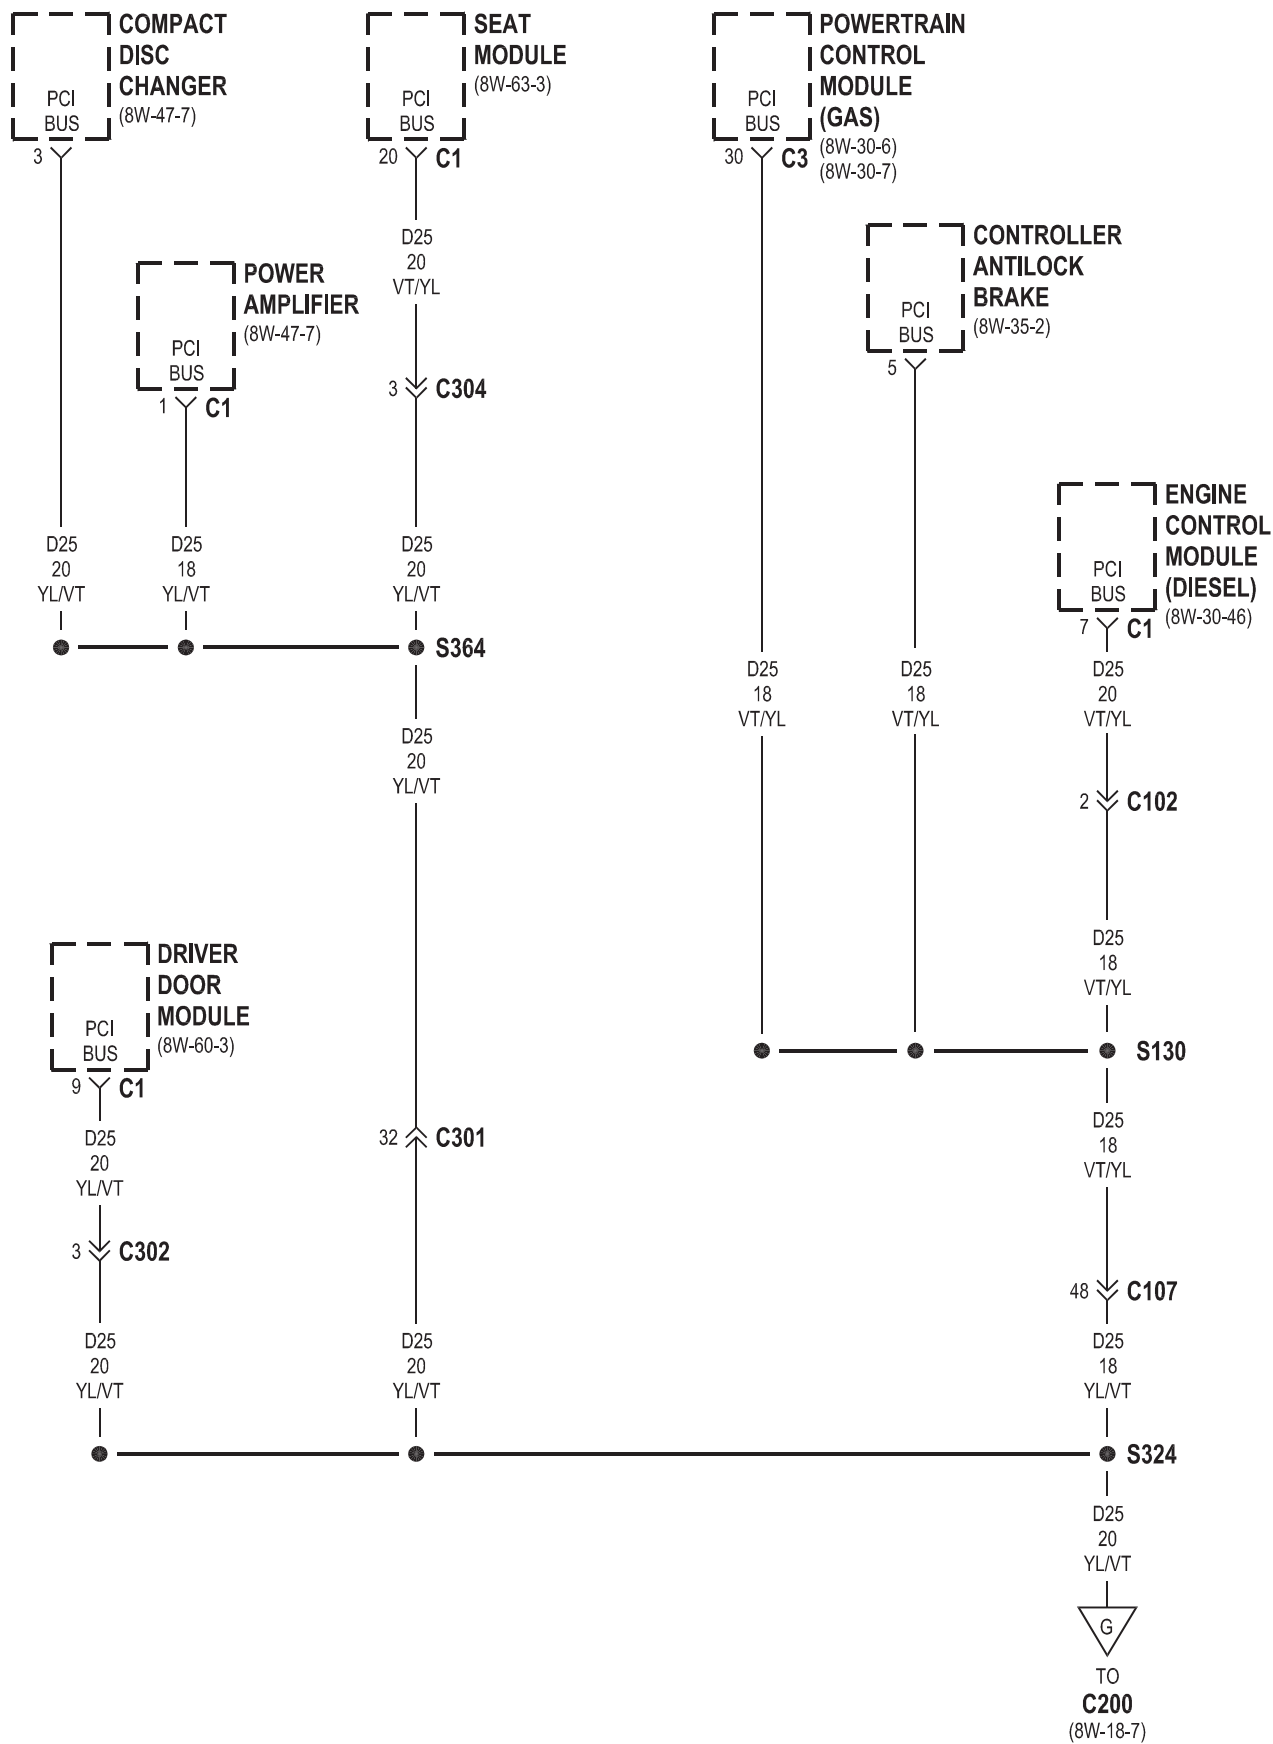 COMPACT
DISC
CHANGER
(8W-47-7)
PCI
BUS
3
SEAT
MODULE
(8W-63-3)
PCI
BUS
20
C1
POWERTRAIN
CONTROL
MODULE
(GAS)
(8W-30-6)
(8W-30-7)
PCI
BUS
30
C3
D25
20
VT/YL
CONTROLLER
ANTILOCK
BRAKE
(8W-35-2)
PCI
BUS
5
POWER
AMPLIFIER
(8W-47-7)
PCI
BUS
1
C1
3
C304
ENGINE
CONTROL
MODULE
(DIESEL)
(8W-30-46)
PCI
BUS
7
C1
D25
20
YL/VT
D25
18
YL/VT
D25
20
YL/VT
S364
D25
18
VT/YL
D25
18
VT/YL
D25
20
VT/YL
D25
20
YL/VT
2
C102
DRIVER
DOOR
MODULE
(8W-60-3)
PCI
BUS
9
C1
D25
18
VT/YL
S130
D25
20
YL/VT
32
C301
D25
18
VT/YL
3
C302
48
C107
D25
20
YL/VT
D25
20
YL/VT
D25
18
YL/VT
S324
D25
20
YL/VT
G
TO
C200
(8W-18-7)